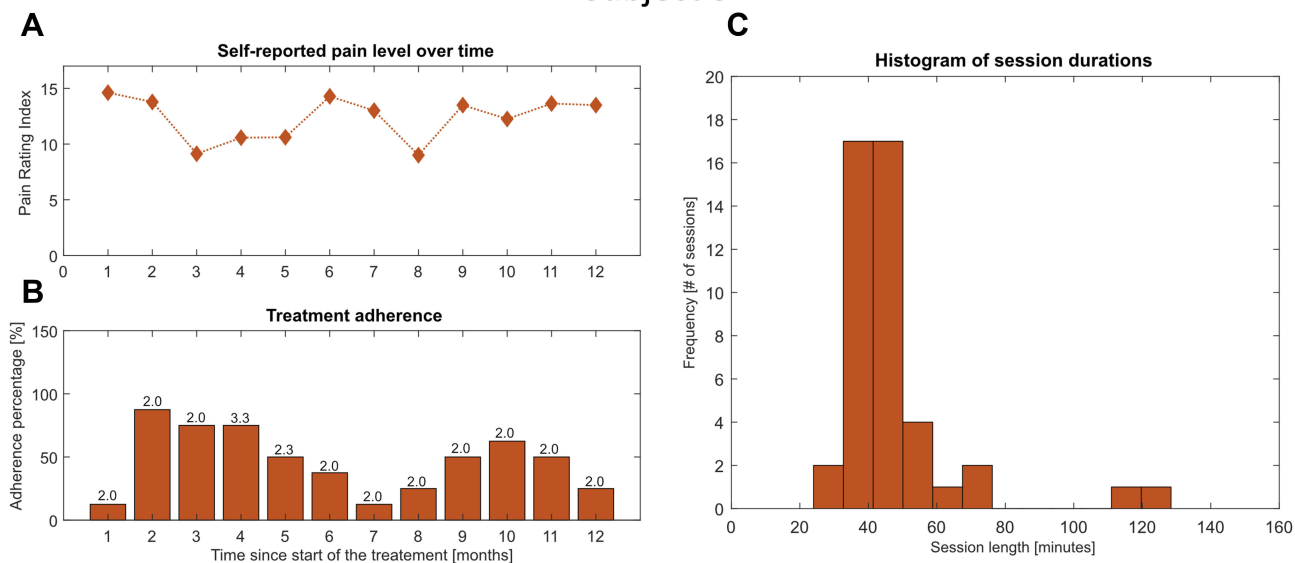 A
Self-reported pain level over time
Pain Rating Index
15
10
5
0
0 1 2 3 4 5 6 7 8 9 10 11 12
B
Treatment adherence
Adherence percentage [%]
150
100
50
0
2.0 2.0 2.0 3.3 2.3 2.0 2.0 2.0 2.0 2.0 2.0 2.0
1 2 3 4 5 6 7 8 9 10 11 12
Time since start of the treatement [months]
C
Histogram of session durations
Frequency [# of sessions]
20
18
16
14
12
10
8
6
4
2
0
0 20 40 60 80 100 120 140 160
Session length [minutes]